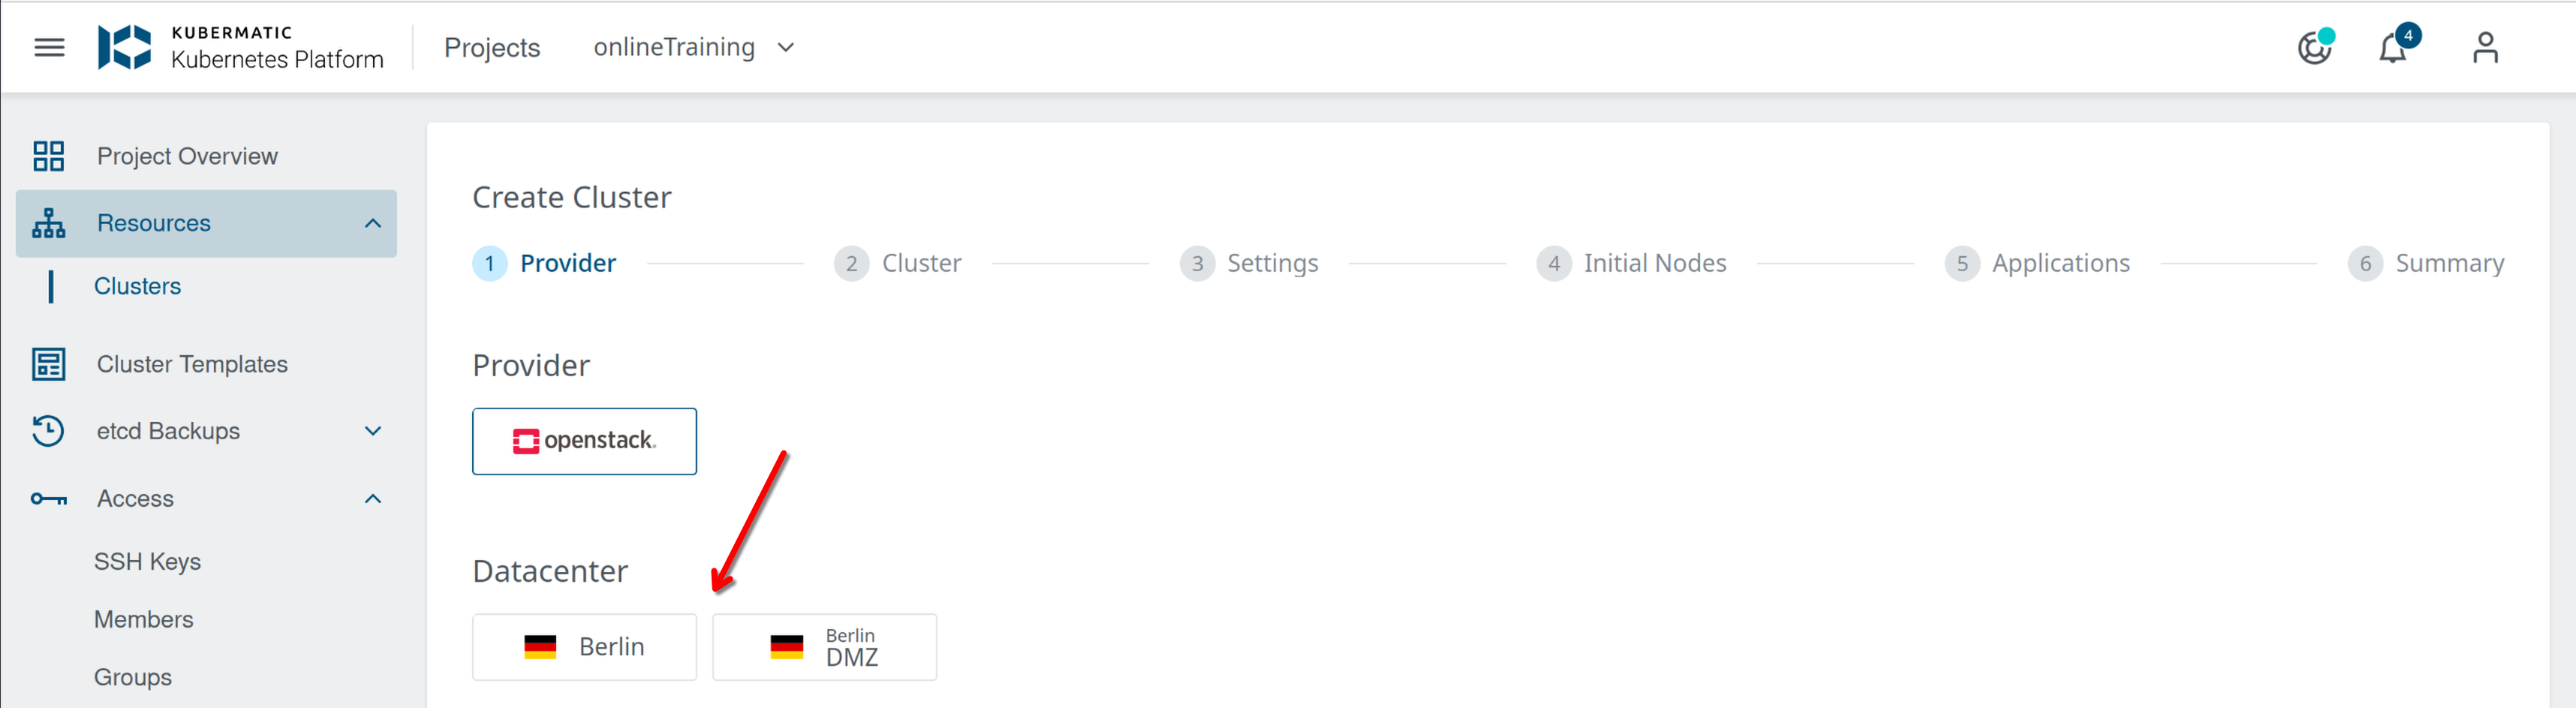 KUBERMATIC
Kubernetes Platform
Projects
onlineTraining
4
Project Overview
Resources
Clusters
Cluster Templates
etcd Backups
Access
SSH Keys
Members
Groups
Create Cluster
1 Provider
2 Cluster
3 Settings
4 Initial Nodes
5 Applications
6 Summary
Provider
openstack.
Datacenter
Berlin
Berlin
DMZ